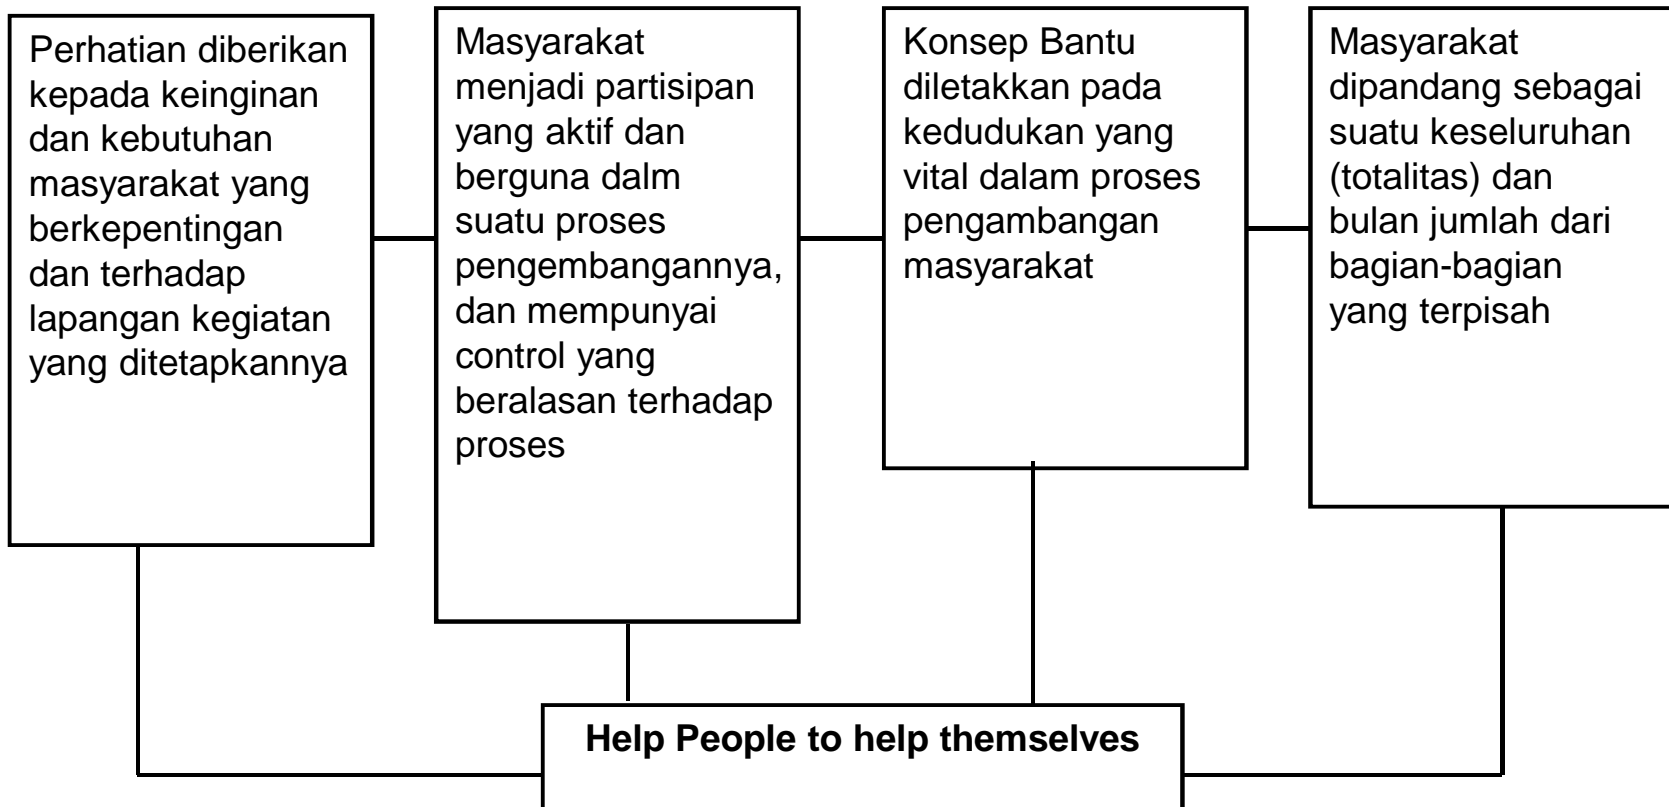 Perhatian diberikan
kepada keinginan
dan kebutuhan
masyarakat yang
berkepentingan
dan terhadap
lapangan kegiatan
yang ditetapkannya
Masyarakat
menjadi partisipan
yang aktif dan
berguna dalm
suatu proses
pengembangannya,
dan mempunyai
control yang
beralasan terhadap
proses
Konsep Bantu
diletakkan pada
kedudukan yang
vital dalam proses
pengambangan
masyarakat
Masyarakat
dipandang sebagai
suatu keseluruhan
(totalitas) dan
bulan jumlah dari
bagian-bagian
yang terpisah
Help People to help themselves